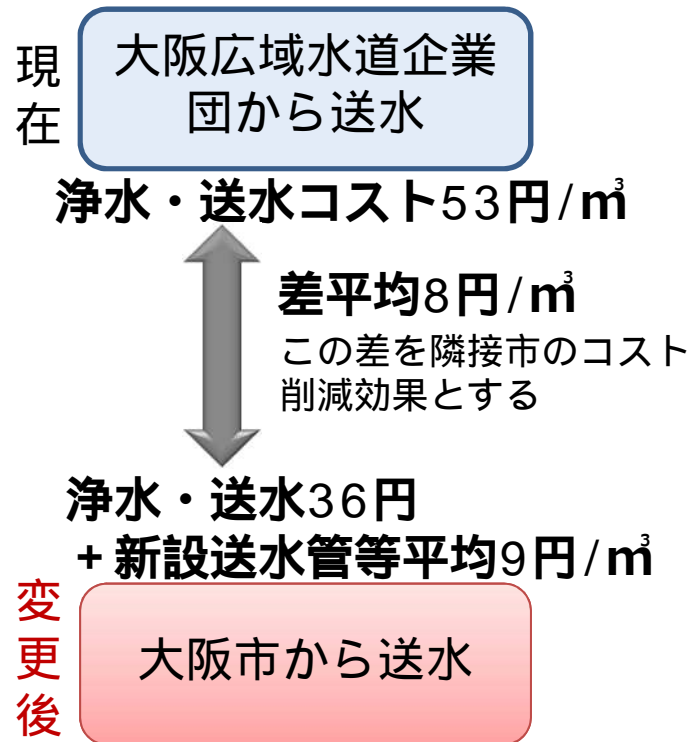 現在
大阪広域水道企業
団から送水
浄水・送水コスト53円/㎥
差平均8円/㎥
この差を隣接市のコスト
削減効果とする
浄水・送水36円
+新設送水管等平均9円/㎥
変更後
大阪市から送水